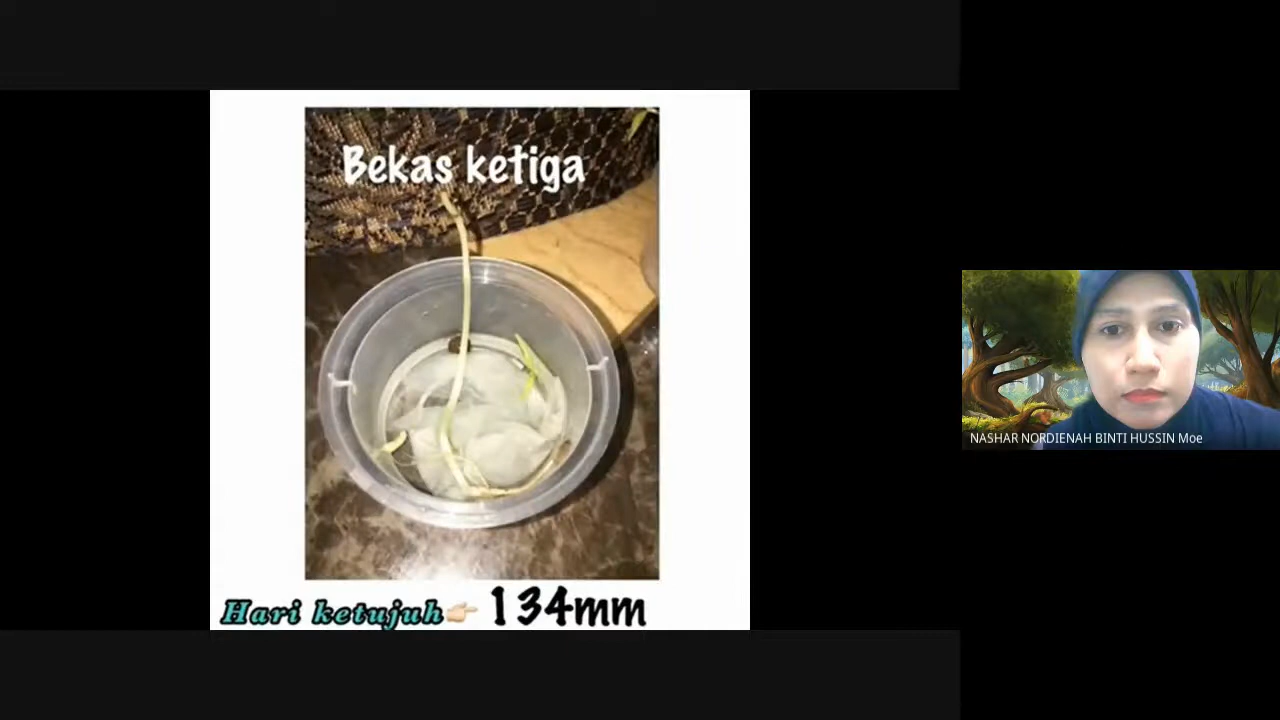 Bekas ketiga
Hari ketujuh👉🏼 134mm
NASHAR NORDIENAH BINTI HUSSIN Moe